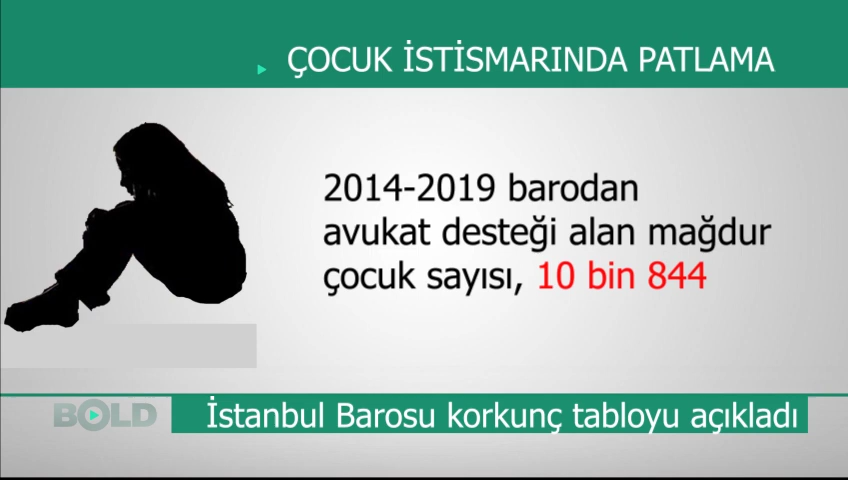 ÇOCUK İSTİSMARINDA PATLAMA
2014-2019 barodan
avukat desteği alan mağdur
çocuk sayısı, 10 bin 844
BOLD
İstanbul Barosu korkunç tabloyu açıkladı